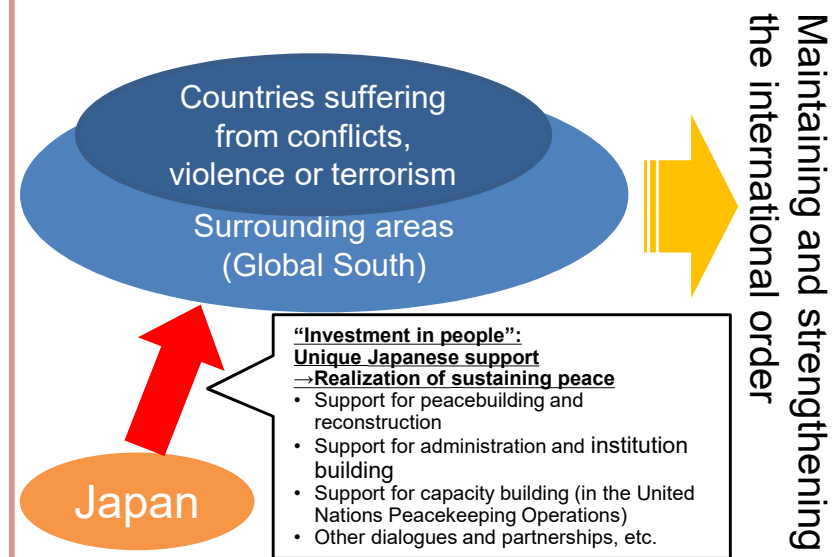 Countries suffering
from conflicts,
violence or terrorism
Surrounding areas
(Global South)
Maintaining and strengthening
the international order
“Investment in people”:
Unique Japanese support
→Realization of sustaining peace
• Support for peacebuilding and
reconstruction
• Support for administration and institution
building
• Support for capacity building (in the United
Nations Peacekeeping Operations)
• Other dialogues and partnerships, etc.
Japan